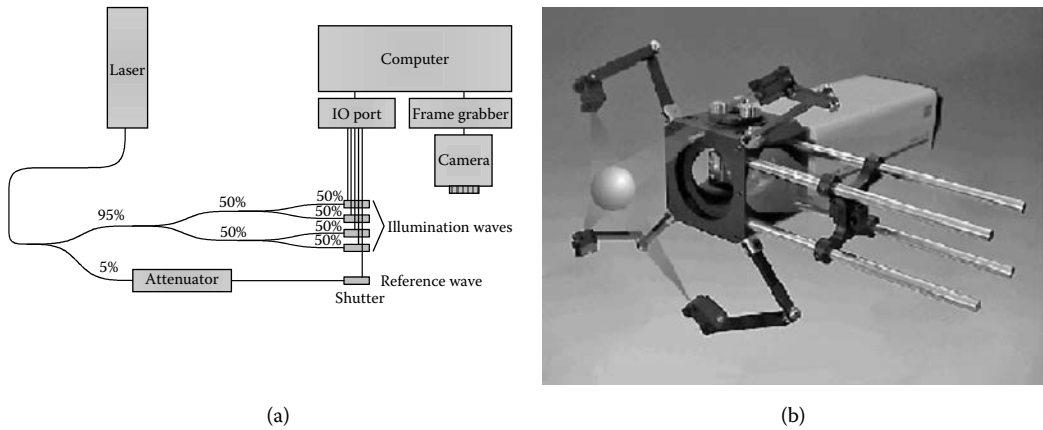 Laser
Computer
IO port
Frame grabber
Camera
95%
50%
50%
50%
50%
50%
50%
Illumination waves
5%
Attenuator
Reference wave
Shutter
(a)
(b)